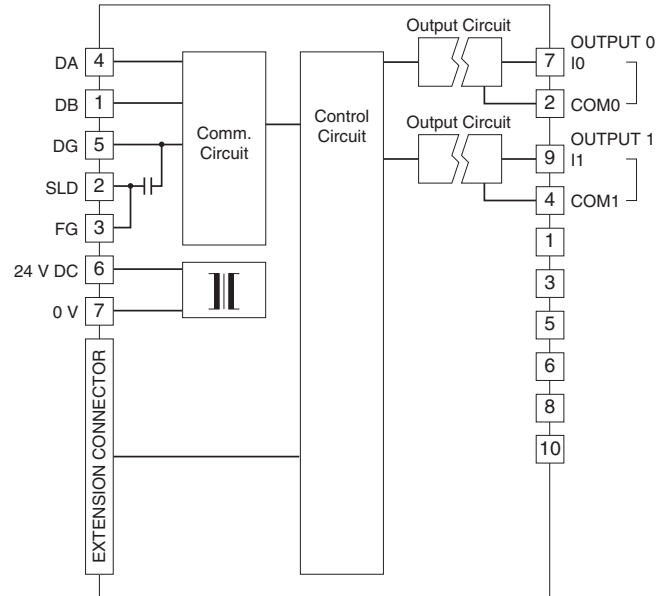 Output Circuit
OUTPUT 0
DA 4
7 I0
DB 1
2 COM0
DG 5
Comm.
Circuit
Control
Circuit
Output Circuit
OUTPUT 1
9 I1
SLD 2
4 COM1
FG 3
1
24 V DC 6
3
0 V 7
5
EXTENSION CONNECTOR
6
8
10